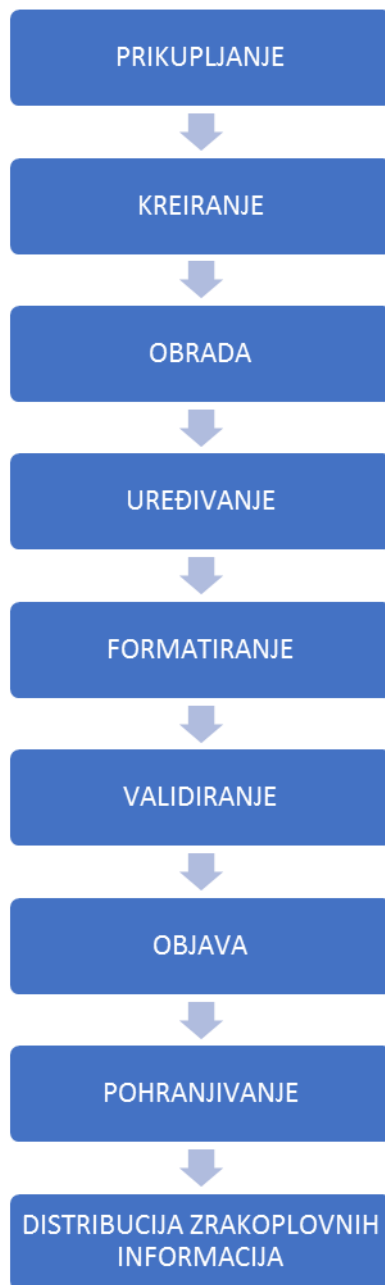 PRIKUPLJANJE
KREIRANJE
OBRADA
UREĐIVANJE
FORMATIRANJE
VALIDIRANJE
OBJAVA
POHRANJIVANJE
DISTRIBUCIJA ZRAKOPLOVNIH
INFORMACIJA